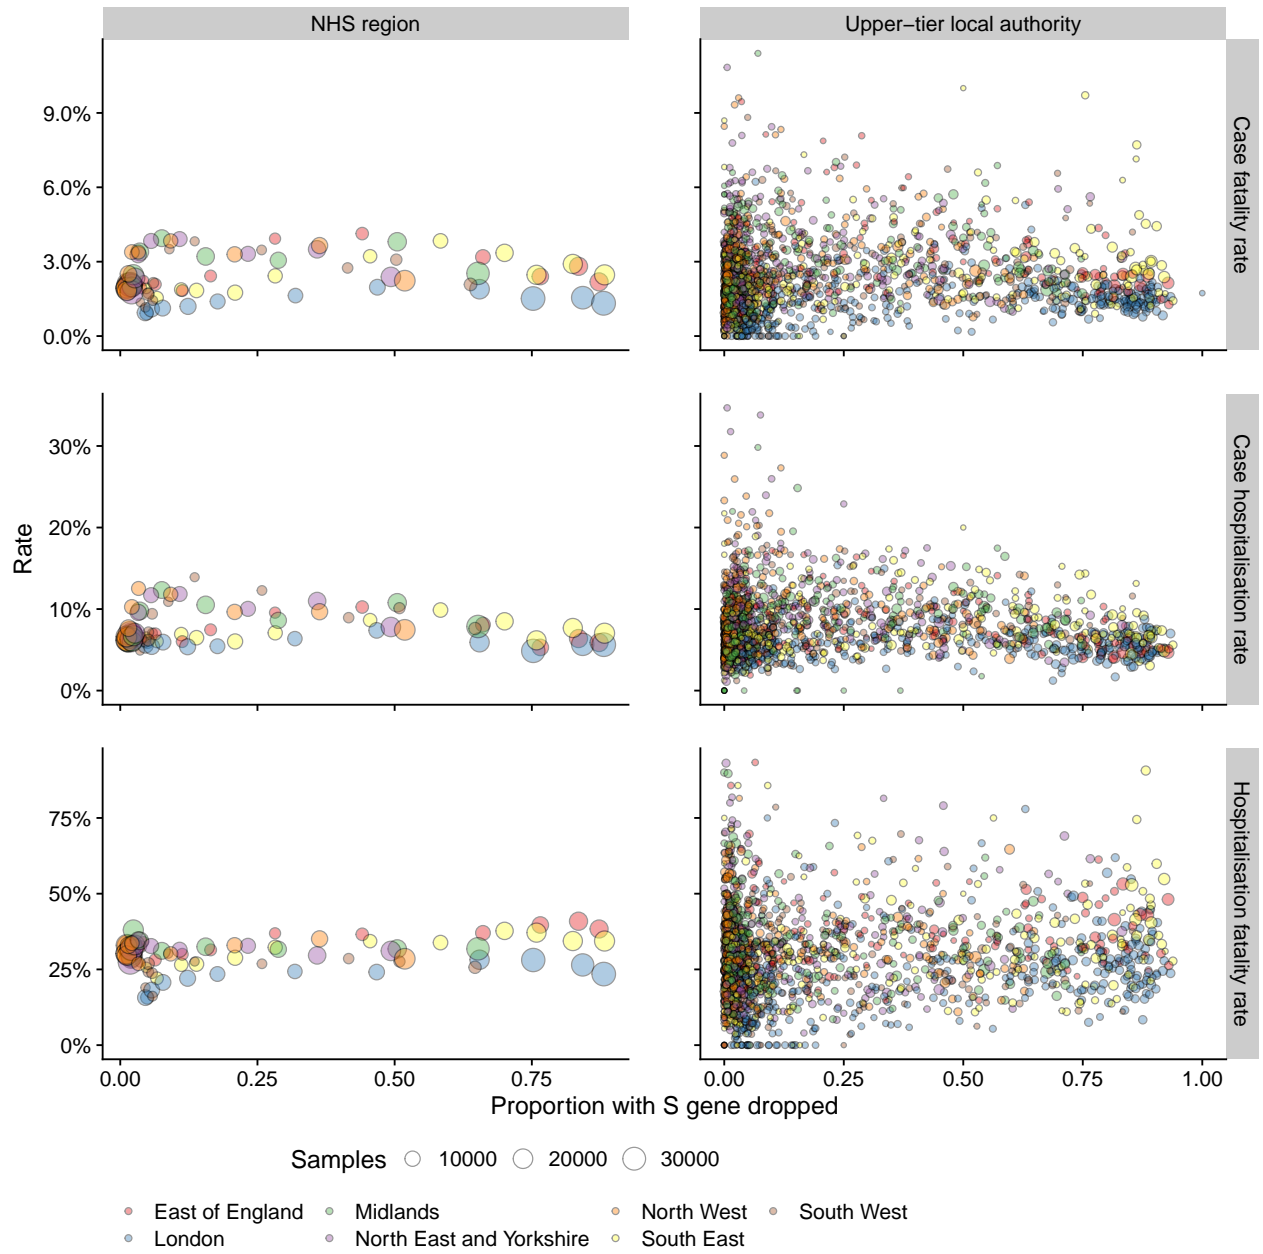 NHS region
Upper−tier local authority
9.0%
6.0%
3.0%
0.0%
Case fatality rate
30%
20%
10%
0%
Case hospitalisation rate
Rate
75%
50%
25%
0%
Hospitalisation fatality rate
0.00 0.25 0.50 0.75
0.00 0.25 0.50 0.75 1.00
Proportion with S gene dropped
Samples 10000 20000 30000
East of England Midlands North West South West
London North East and Yorkshire South East